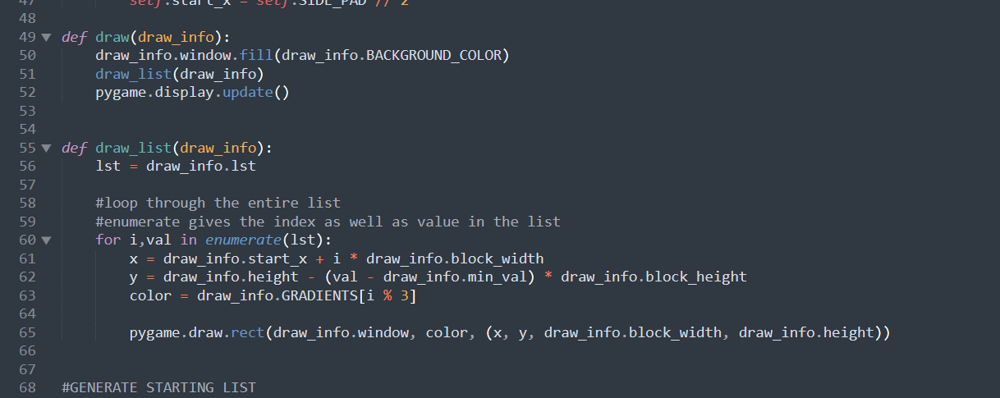 47 self.start_x = self.SIDE_PAD // 2
48
49 def draw(draw_info):
50 draw_info.window.fill(draw_info.BACKGROUND_COLOR)
51 draw_list(draw_info)
52 pygame.display.update()
53
54
55 def draw_list(draw_info):
56 lst = draw_info.lst
57
58 #loop through the entire list
59 #enumerate gives the index as well as value in the list
60 for i,val in enumerate(lst):
61 x = draw_info.start_x + i * draw_info.block_width
62 y = draw_info.height - (val - draw_info.min_val) * draw_info.block_height
63 color = draw_info.GRADIENTS[i % 3]
64
65 pygame.draw.rect(draw_info.window, color, (x, y, draw_info.block_width, draw_info.height))
66
67
68 #GENERATE STARTING LIST